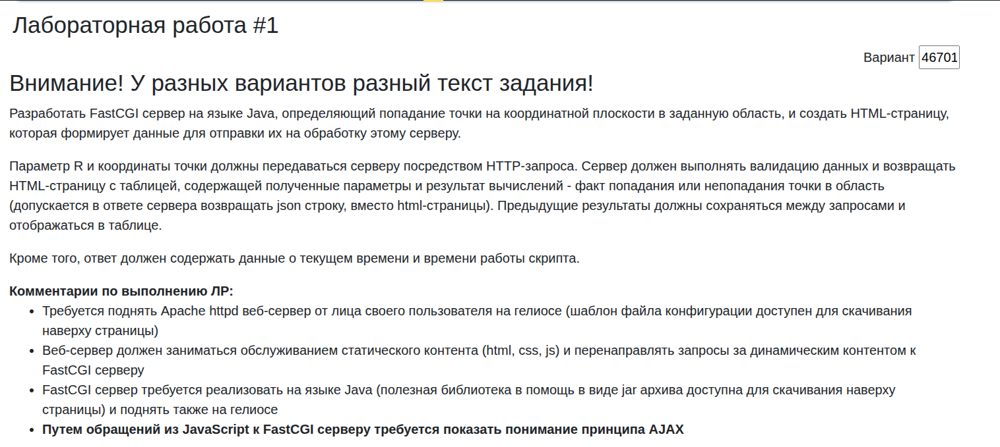 Лабораторная работа #1
Вариант 46701
Внимание! У разных вариантов разный текст задания!
Разработать FastCGI сервер на языке Java, определяющий попадание точки на координатной плоскости в заданную область, и создать HTML-страницу,
которая формирует данные для отправки их на обработку этому серверу.
Параметр R и координаты точки должны передаваться серверу посредством HTTP-запроса. Сервер должен выполнять валидацию данных и возвращать
HTML-страницу с таблицей, содержащей полученные параметры и результат вычислений - факт попадания или непопадания точки в область
(допускается в ответе сервера возвращать json строку, вместо html-страницы). Предыдущие результаты должны сохраняться между запросами и
отображаться в таблице.
Кроме того, ответ должен содержать данные о текущем времени и времени работы скрипта.
Комментарии по выполнению ЛР:
• Требуется поднять Apache httpd веб-сервер от лица своего пользователя на гелиосе (шаблон файла конфигурации доступен для скачивания
наверху страницы)
• Веб-сервер должен заниматься обслуживанием статического контента (html, css, js) и перенаправлять запросы за динамическим контентом к
FastCGI серверу
• FastCGI сервер требуется реализовать на языке Java (полезная библиотека в помощь в виде jar архива доступна для скачивания наверху
страницы) и поднять также на гелиосе
• Путем обращений из JavaScript к FastCGI серверу требуется показать понимание принципа AJAX